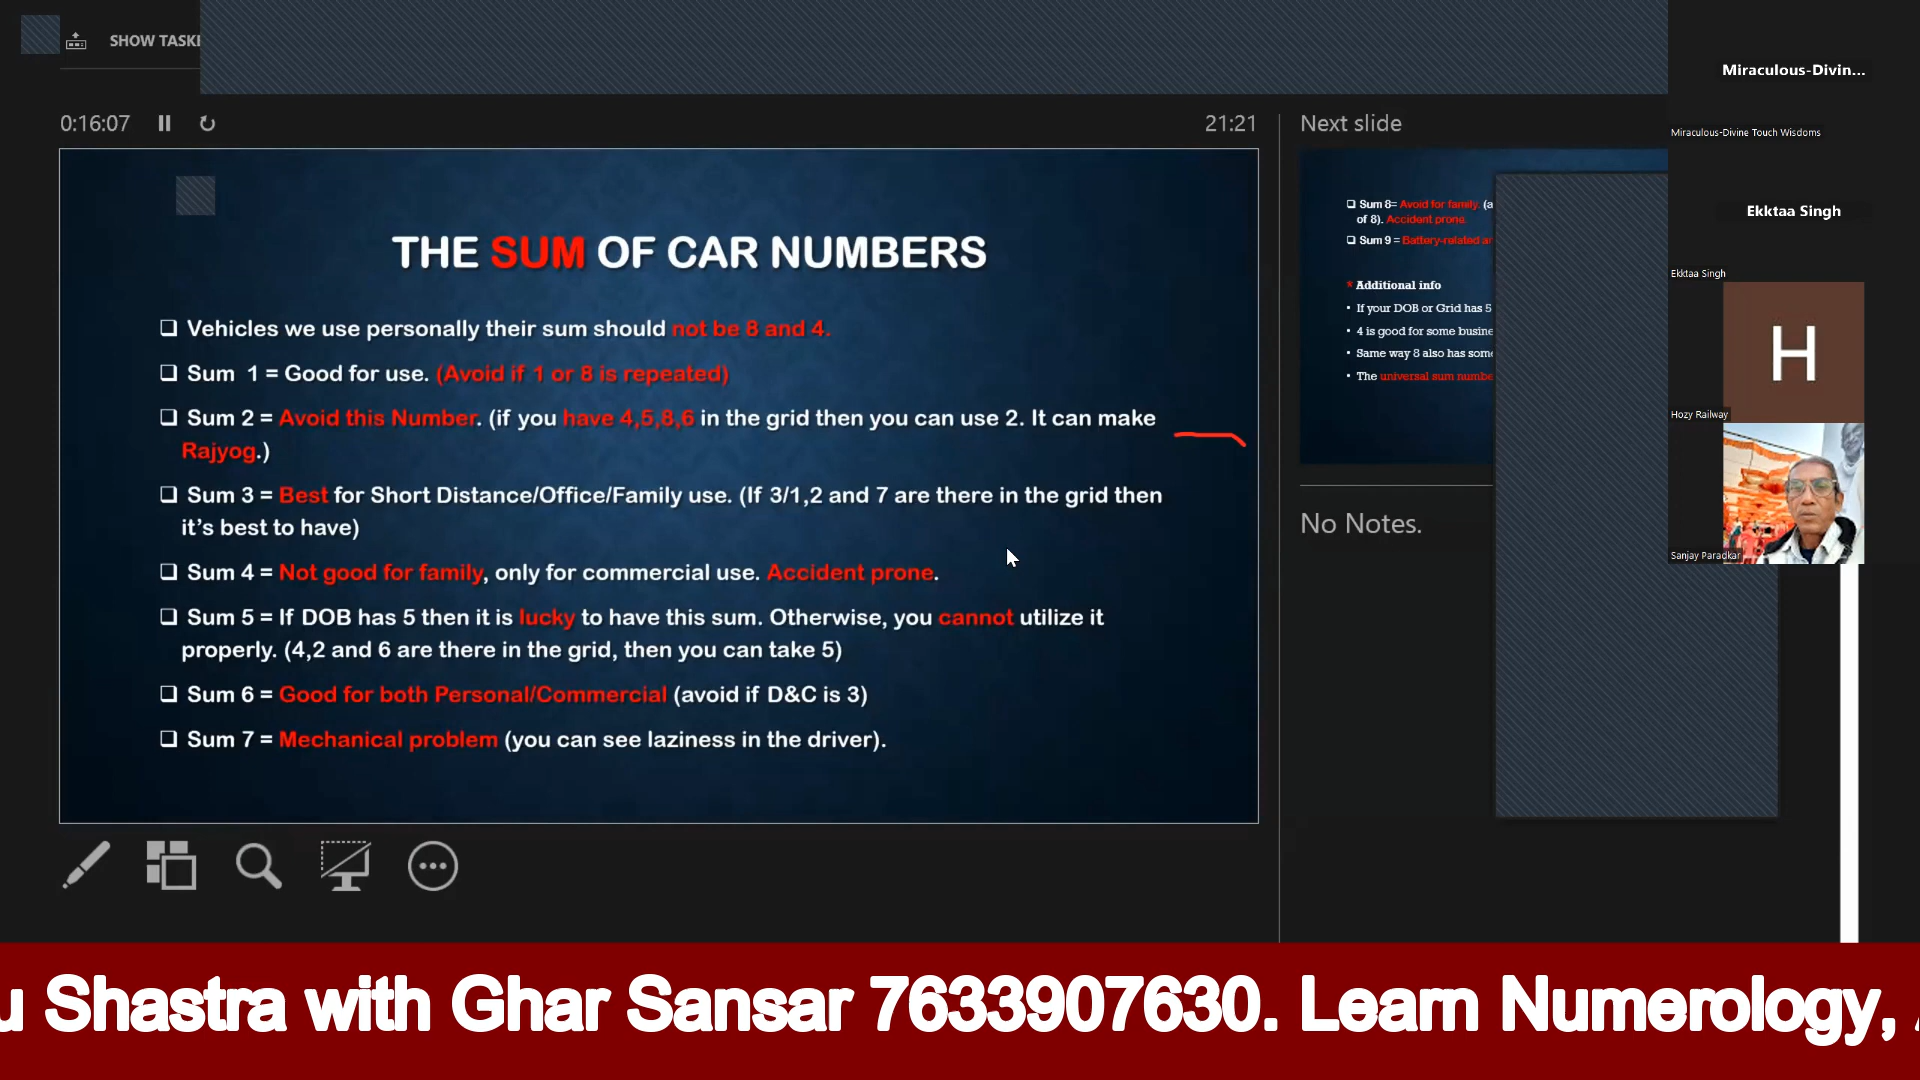 SHOW TASK
0:16:07
21:21
THE SUM OF CAR NUMBERS
❑ Vehicles we use personally their sum should not be 8 and 4.
❑ Sum 1 = Good for use. (Avoid if 1 or 8 is repeated)
❑ Sum 2 = Avoid this Number. (if you have 4,5,8,6 in the grid then you can use 2. It can make
Rajyog.)
❑ Sum 3 = Best for Short Distance/Office/Family use. (If 3/1,2 and 7 are there in the grid then
it's best to have)
❑ Sum 4 = Not good for family, only for commercial use. Accident prone.
❑ Sum 5 = If DOB has 5 then it is lucky to have this sum. Otherwise, you cannot utilize it
properly. (4,2 and 6 are there in the grid, then you can take 5)
❑ Sum 6 = Good for both Personal/Commercial (avoid if D&C is 3)
❑ Sum 7 = Mechanical problem (you can see laziness in the driver).
Next slide
❑ Sum 8= Avoid for family. (a
of 8). Accident prone.
❑ Sum 9 = Battery-related
* Additional info
• If your DOB or Grid has 5
• 4 is good for some
• Same way 8 also has
• The universal sum
No Notes.
Miraculous-Divin...
Miraculous-Divine Touch Wisdoms
Ekktaa Singh
Ekktaa Singh
H
Hozy Railway
Sanjay Paradkar
u Shastra with Ghar Sansar 7633907630. Learn Numerology,